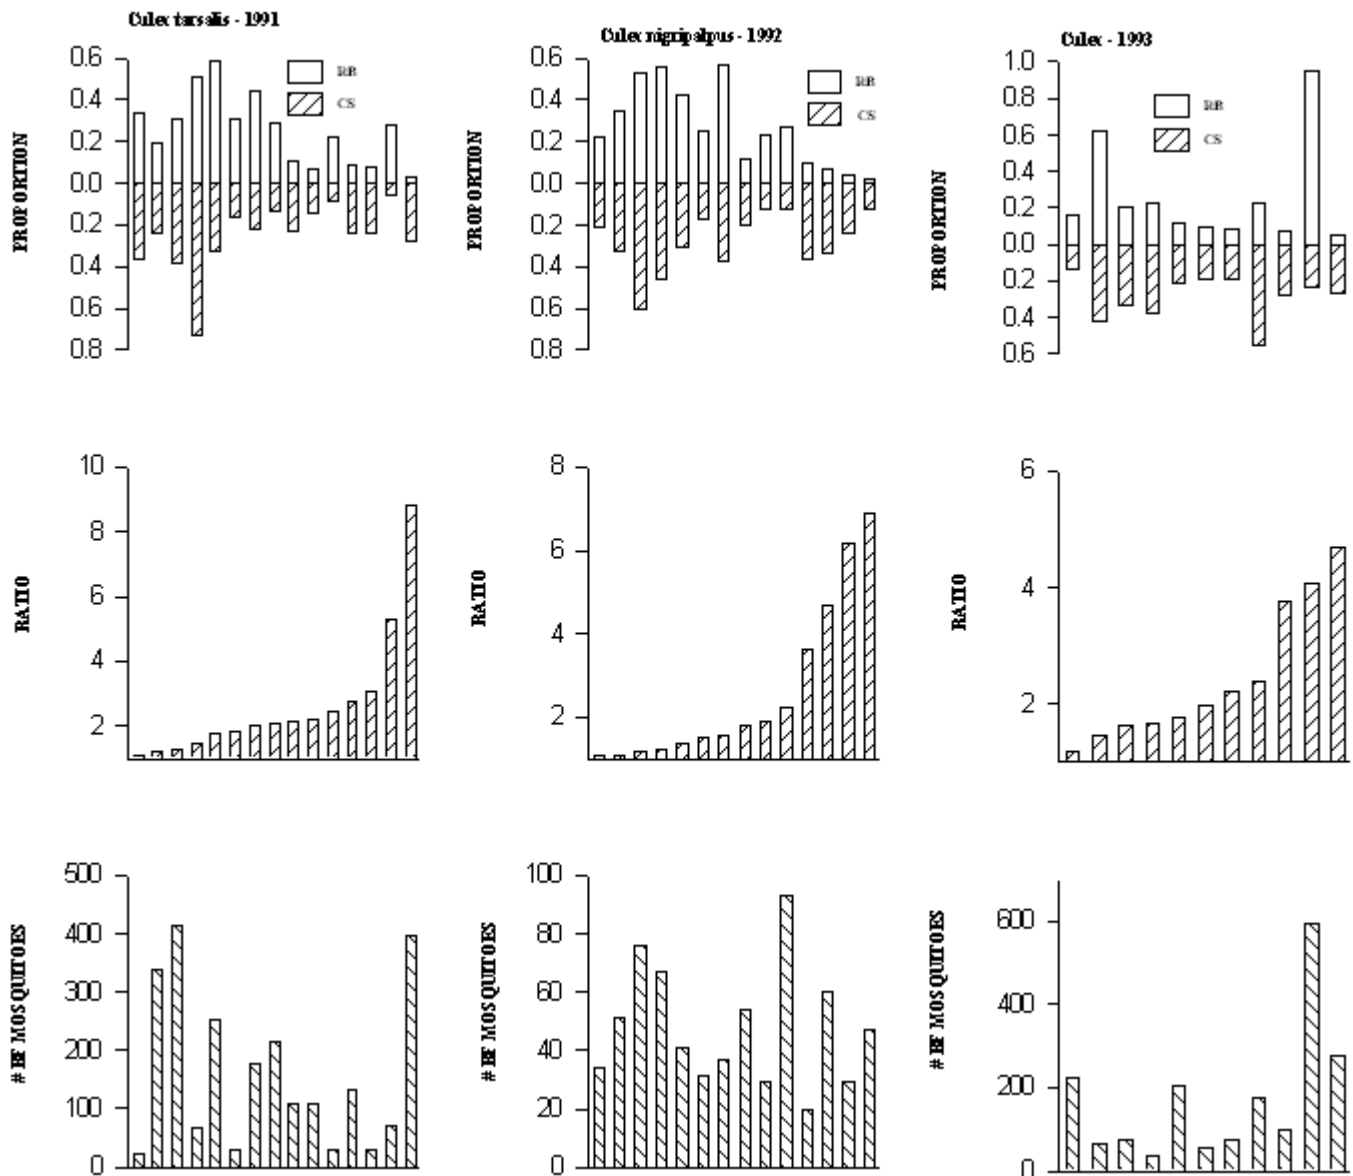 Culex tarsalis - 1991
0.6
0.4
0.2
0.0
0.2
0.4
0.6
0.8
PROPORTION
RB
CS
Culex nigripalpus - 1992
0.6
0.4
0.2
0.0
0.2
0.4
0.6
0.8
PROPORTION
RB
CS
Culex - 1993
1.0
0.8
0.6
0.4
0.2
0.0
0.2
0.4
0.6
PROPORTION
RB
CS
10
8
6
4
2
RATIO
8
6
4
2
RATIO
6
4
2
RATIO
500
400
300
200
100
0
# BF MOSQUITOES
100
80
60
40
20
0
# BF MOSQUITOES
600
400
200
0
# BF MOSQUITOES